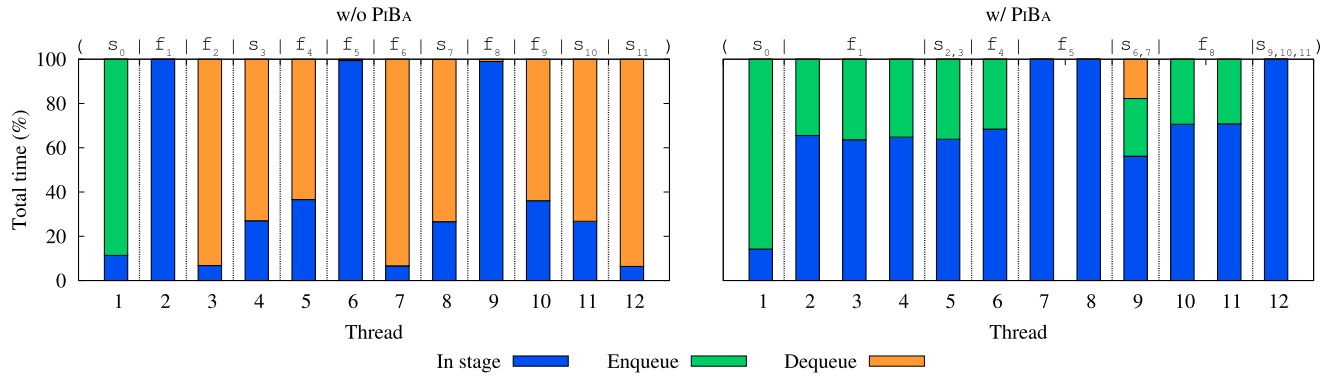 w/o PIBA
( s0 | f1 | f2 | s3 | f4 | f5 | f6 | s7 | f8 | f9 | s10 | s11 )
Total time (%)
100
80
60
40
20
0
1 2 3 4 5 6 7 8 9 10 11 12
Thread
w/ PIBA
( s0 | f1 | s2,3 | f4 | f5 | s6,7 | f8 | s9,10,11 )
1 2 3 4 5 6 7 8 9 10 11 12
Thread
In stage Enqueue Dequeue